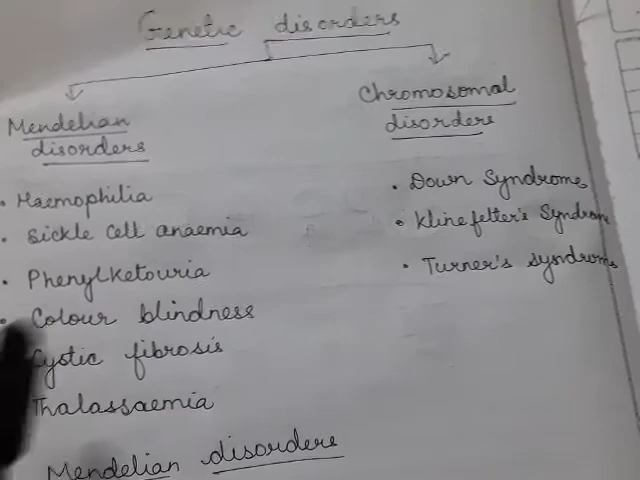 Genetic disorders
Mendelian
disorders
• Haemophilia
• Sickle cell anaemia
• Phenylketouria
• Colour blindness
Cystic fibrosis
Thalassaemia
Chromosomal
disorders
• Down Syndrome
• Klinefelter's Syndrom
• Turner's syndrome
Mendelian disorders